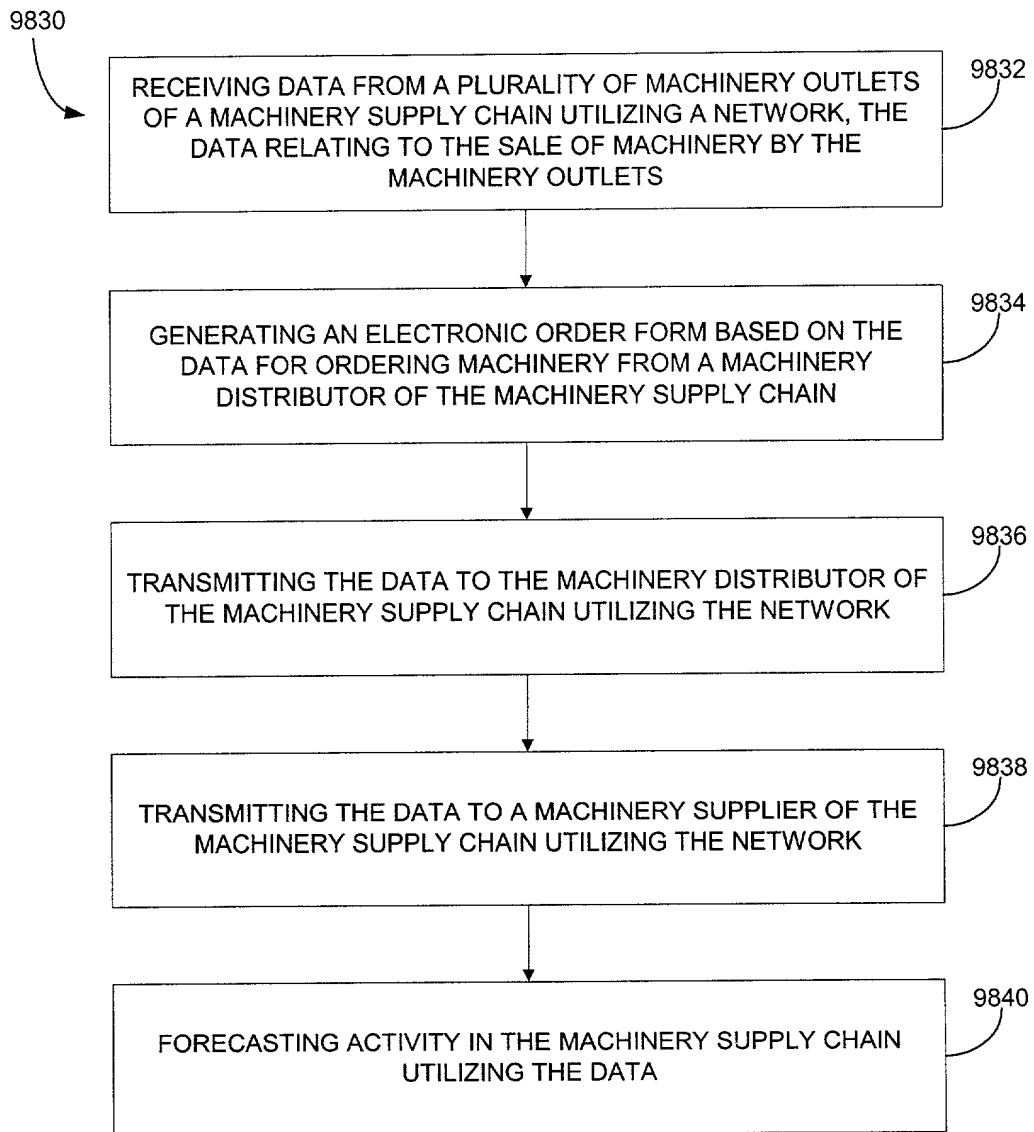 9830
9832
RECEIVING DATA FROM A PLURALITY OF MACHINERY OUTLETS
OF A MACHINERY SUPPLY CHAIN UTILIZING A NETWORK, THE
DATA RELATING TO THE SALE OF MACHINERY BY THE
MACHINERY OUTLETS
9834
GENERATING AN ELECTRONIC ORDER FORM BASED ON THE
DATA FOR ORDERING MACHINERY FROM A MACHINERY
DISTRIBUTOR OF THE MACHINERY SUPPLY CHAIN
9836
TRANSMITTING THE DATA TO THE MACHINERY DISTRIBUTOR OF
THE MACHINERY SUPPLY CHAIN UTILIZING THE NETWORK
9838
TRANSMITTING THE DATA TO A MACHINERY SUPPLIER OF THE
MACHINERY SUPPLY CHAIN UTILIZING THE NETWORK
9840
FORECASTING ACTIVITY IN THE MACHINERY SUPPLY CHAIN
UTILIZING THE DATA